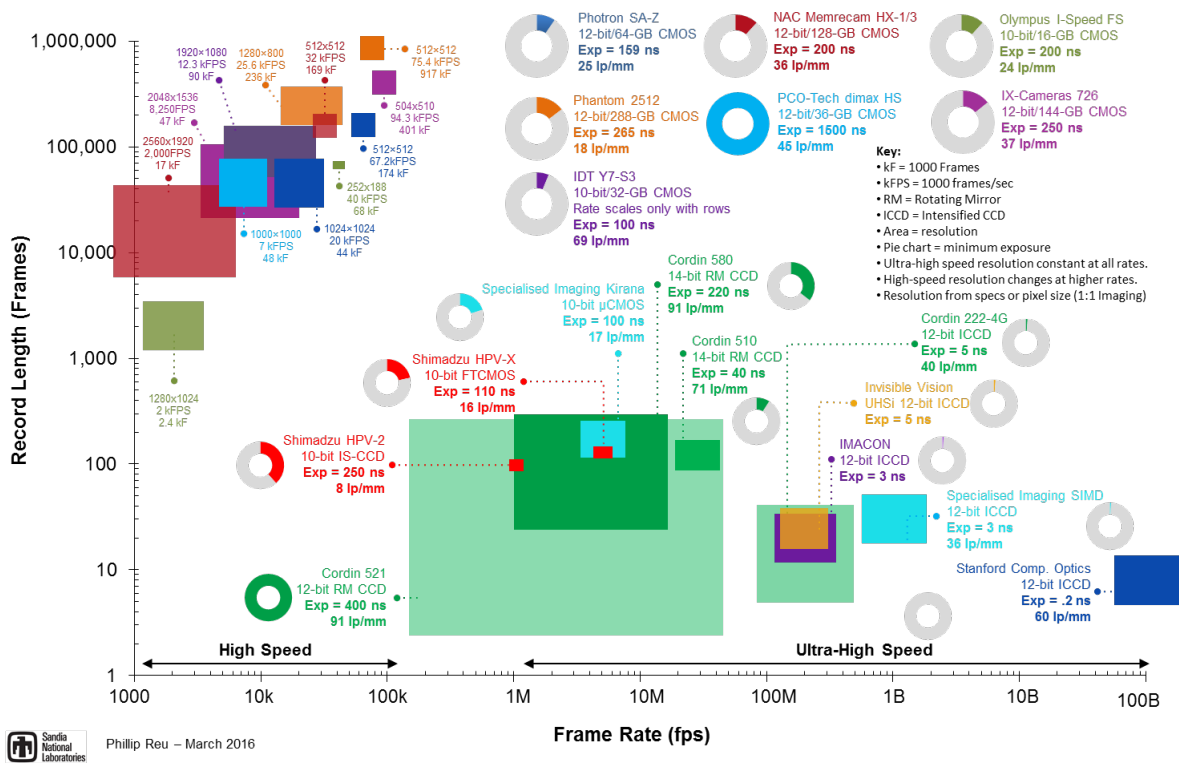 Photron SA-Z
12-bit/64-GB CMOS
Exp = 159 ns
25 lp/mm
NAC Memrecam HX-1/3
12-bit/128-GB CMOS
Exp = 200 ns
36 lp/mm
Olympus I-Speed FS
10-bit/16-GB CMOS
Exp = 200 ns
24 lp/mm
Phantom 2512
12-bit/288-GB CMOS
Exp = 265 ns
18 lp/mm
PCO-Tech dimax HS
12-bit/36-GB CMOS
Exp = 1500 ns
45 lp/mm
IX-Cameras 726
12-bit/144-GB CMOS
Exp = 250 ns
37 lp/mm
IDT Y7-S3
10-bit/32-GB CMOS
Rate scales only with rows
Exp = 100 ns
69 lp/mm
Key:
• kF = 1000 Frames
• kFPS = 1000 frames/sec
• RM = Rotating Mirror
• ICCD = Intensified CCD
• Area = resolution
• Pie chart = minimum exposure
• Ultra-high speed resolution constant at all rates.
• High-speed resolution changes at higher rates.
• Resolution from specs or pixel size (1:1 Imaging)
1920×1080
12.3 kFPS
90 kF
1280×800
25.6 kFPS
236 kF
512x512
32 kFPS
169 kF
512×512
75.4 kFPS
917 kF
2048x1536
8,250FPS
47 kF
504x510
94.3 kFPS
401 kF
2560x1920
2,000FPS
17 kF
512×512
67.2kFPS
174 kF
252x188
40 kFPS
68 kF
1000×1000
7 kFPS
48 kF
1024×1024
20 kFPS
44 kF
1280x1024
2 kFPS
2.4 kF
Cordin 580
14-bit RM CCD
Exp = 220 ns
91 lp/mm
Specialised Imaging Kirana
10-bit µCMOS
Exp = 100 ns
17 lp/mm
Cordin 510
14-bit RM CCD
Exp = 40 ns
71 lp/mm
Cordin 222-4G
12-bit ICCD
Exp = 5 ns
40 lp/mm
Shimadzu HPV-X
10-bit FTCMOS
Exp = 110 ns
16 lp/mm
Invisible Vision
UHSi 12-bit ICCD
Exp = 5 ns
Shimadzu HPV-2
10-bit IS-CCD
Exp = 250 ns
8 lp/mm
IMACON
12-bit ICCD
Exp = 3 ns
Specialised Imaging SIMD
12-bit ICCD
Exp = 3 ns
36 lp/mm
Cordin 521
12-bit RM CCD
Exp = 400 ns
91 lp/mm
Stanford Comp. Optics
12-bit ICCD
Exp = .2 ns
60 lp/mm
Record Length (Frames)
1,000,000
100,000
10,000
1,000
100
10
1
High Speed
Ultra-High Speed
1000
10k
100k
1M
10M
100M
1B
10B
100B
Frame Rate (fps)
Sandia
National
Laboratories
Phillip Reu – March 2016